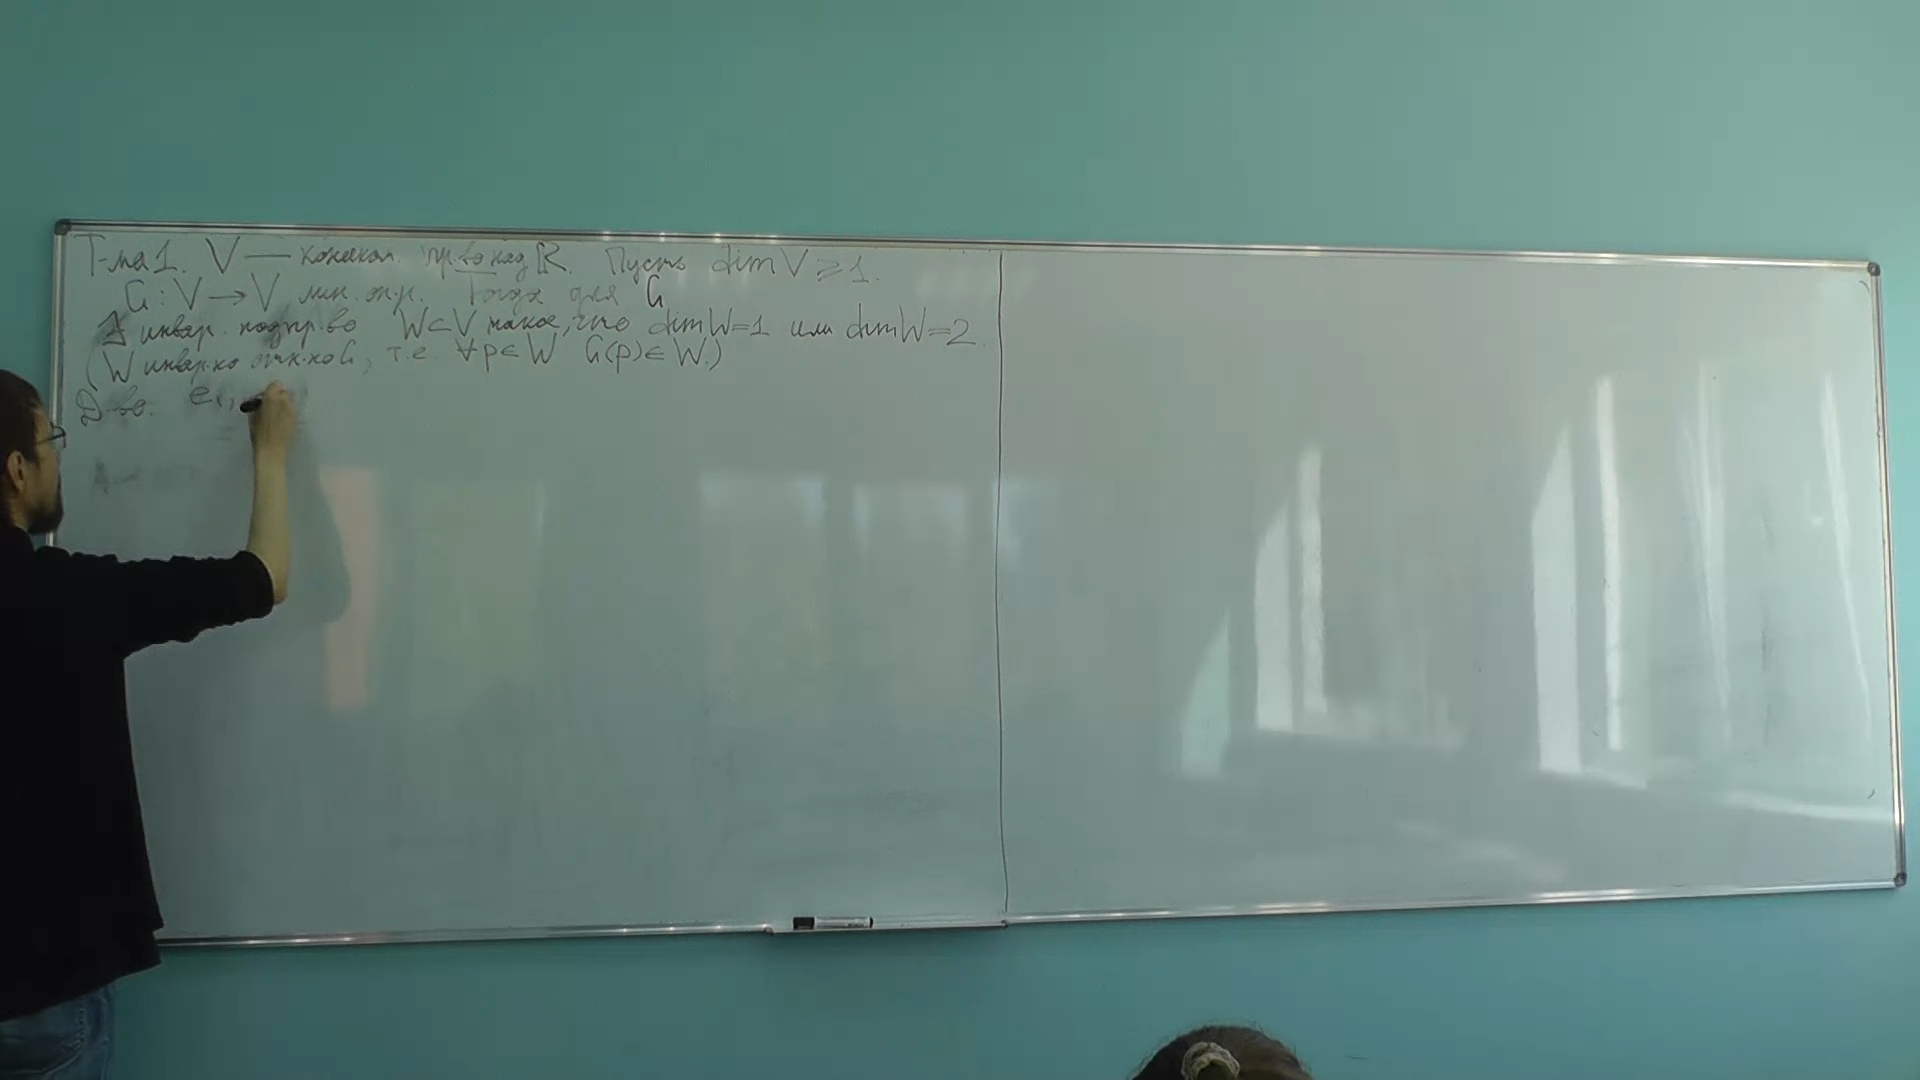 Т-ма 1. V — конечном. пр-во над ℝ. Пусть dim V ⩾ 1.
G : V → V лин. оп-р. Тогда для G
∃ инвар. подпр-во W ⊂ V такое, что dim W = 1 или dim W = 2
(W инвар-но отн-но G, т.е. ∀p ∈ W G(p) ∈ W.)
Д-во. e₁,